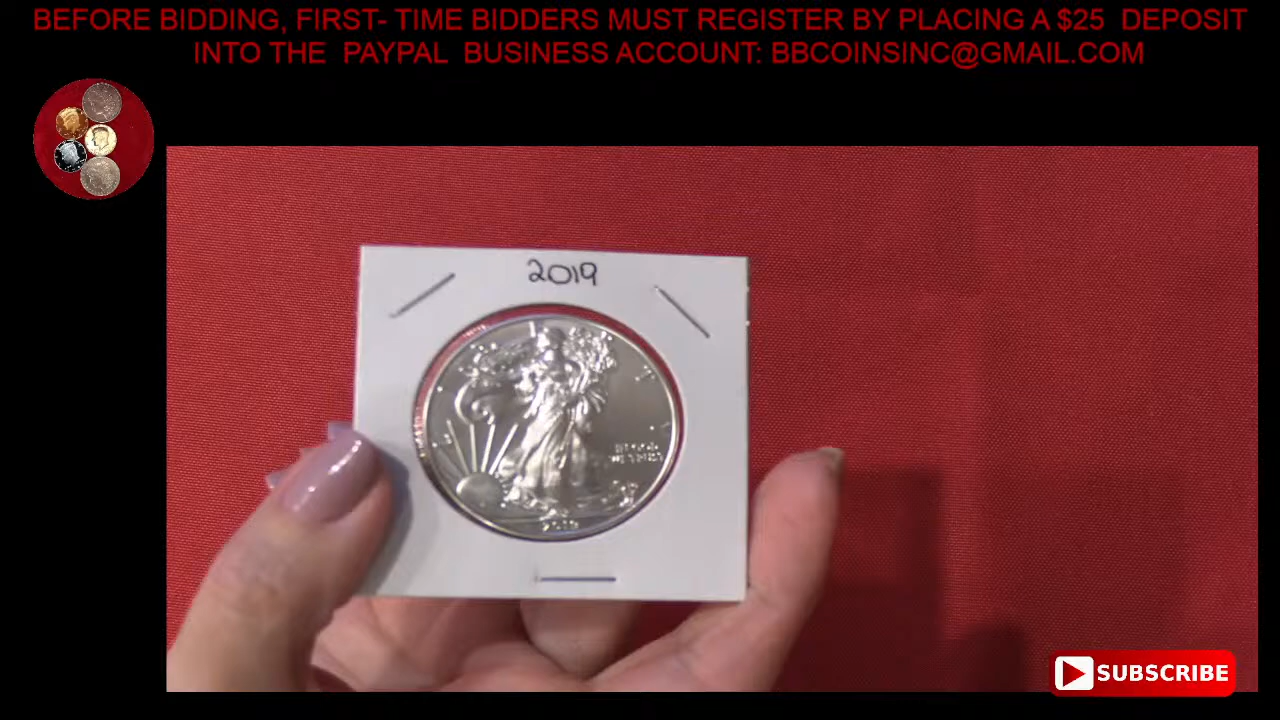 BEFORE BIDDING, FIRST- TIME BIDDERS MUST REGISTER BY PLACING A $25 DEPOSIT
INTO THE PAYPAL BUSINESS ACCOUNT: BBCOINSINC@GMAIL.COM
2019
2019
SUBSCRIBE